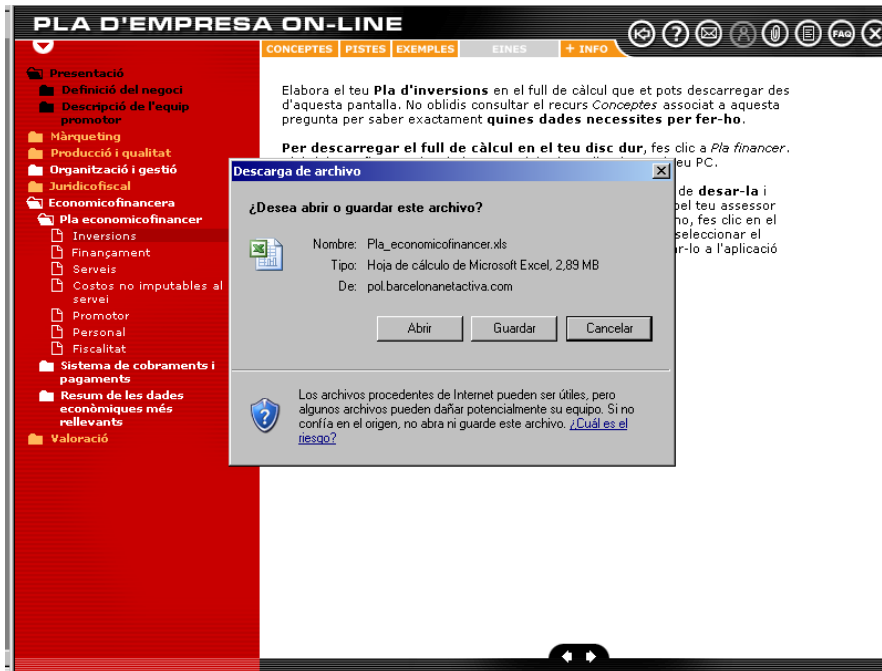 PLA D'EMPRESA ON-LINE
CONCEPTES PISTES EXEMPLES EINES + INFO
FAQ
Presentació
Definició del negoci
Descripció de l'equip
promotor
Màrqueting
Producció i qualitat
Organització i gestió
Juridicofiscal
Economicofinancera
Pla economicofinancer
Inversions
Finançament
Serveis
Costos no imputables al
servei
Promotor
Personal
Fiscalitat
Sistema de cobraments i
pagaments
Resum de les dades
econòmiques més
rellevants
Valoració
Elabora el teu Pla d'inversions en el full de càlcul que et pots descarregar des
d'aquesta pantalla. No oblidis consultar el recurs Conceptes associat a aquesta
pregunta per saber exactament quines dades necessites per fer-ho.
Per descarregar el full de càlcul en el teu disc dur, fes clic a Pla financer.
eu PC.
de desar-la i
pel teu assessor
ho, fes clic en el
seleccionar el
ar-lo a l'aplicació
Descarga de archivo
¿Desea abrir o guardar este archivo?
Nombre: Pla_economicofinancer.xls
Tipo: Hoja de cálculo de Microsoft Excel, 2,89 MB
De: pol.barcelonanetactiva.com
Abrir Guardar Cancelar
Los archivos procedentes de Internet pueden ser útiles, pero
algunos archivos pueden dañar potencialmente su equipo. Si no
confía en el origen, no abra ni guarde este archivo. ¿Cuál es el
riesgo?